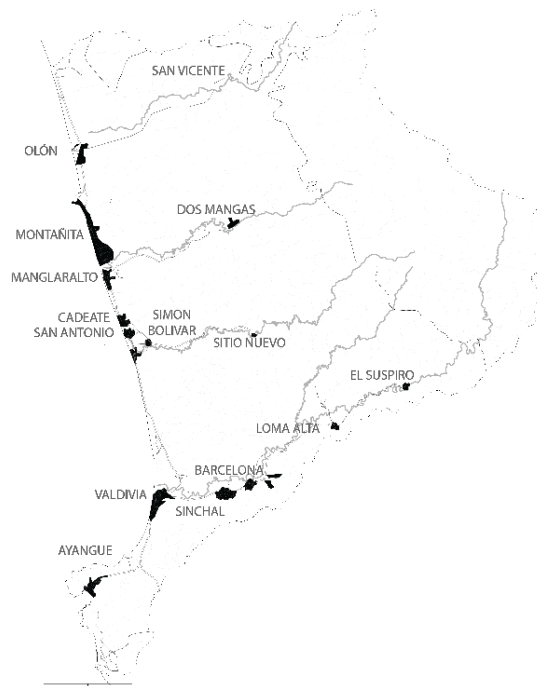 SAN VICENTE
OLÓN
DOS MANGAS
MONTAÑITA
MANGLARALTO
CADEATE
SAN ANTONIO
SIMON
BOLIVAR
SITIO NUEVO
EL SUSPIRO
LOMA ALTA
BARCELONA
VALDIVIA
SINCHAL
AYANGUE